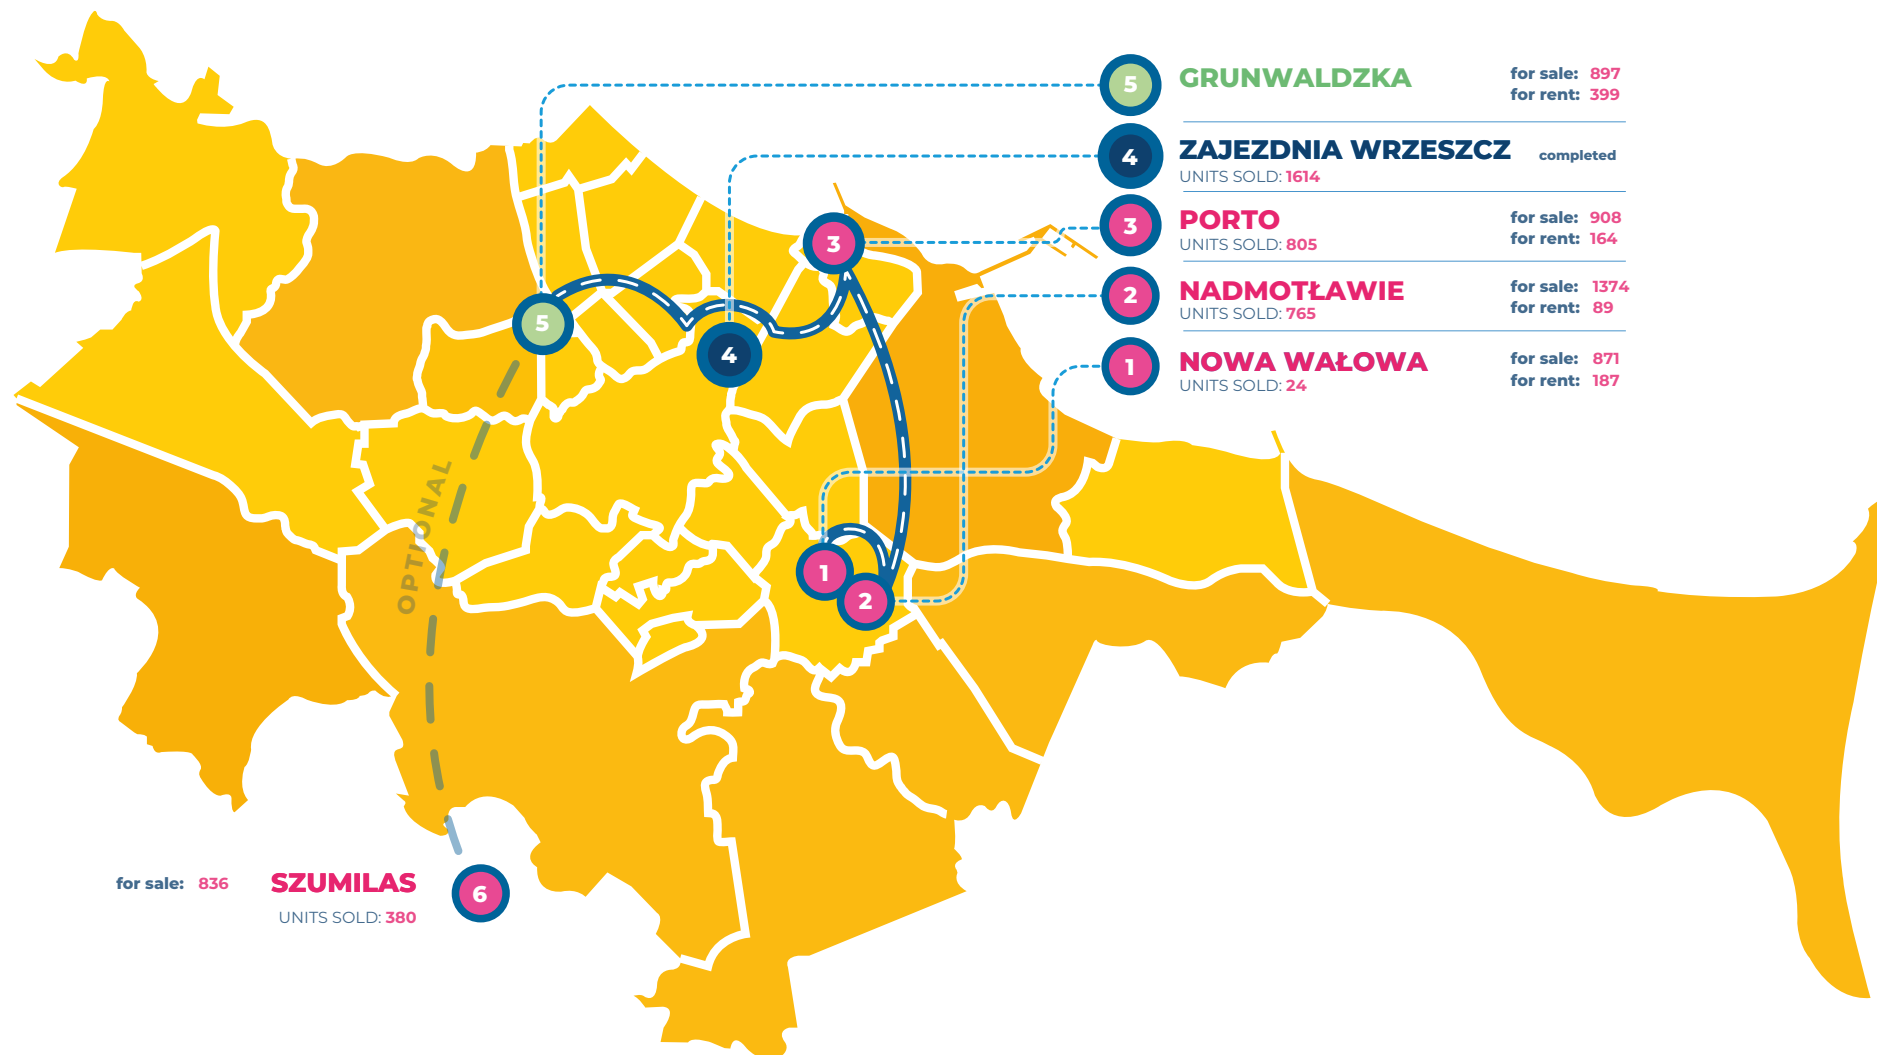 5 GRUNWALDZKA for sale: 897
for rent: 399
4 ZAJEZDNIA WRZESZCZ completed
UNITS SOLD: 1614
3 PORTO for sale: 908
UNITS SOLD: 805 for rent: 164
2 NADMOTŁAWIE for sale: 1374
UNITS SOLD: 765 for rent: 89
1 NOWA WAŁOWA for sale: 871
UNITS SOLD: 24 for rent: 187
3
5
4
OPTIONAL
1
2
for sale: 836 SZUMILAS 6
UNITS SOLD: 380